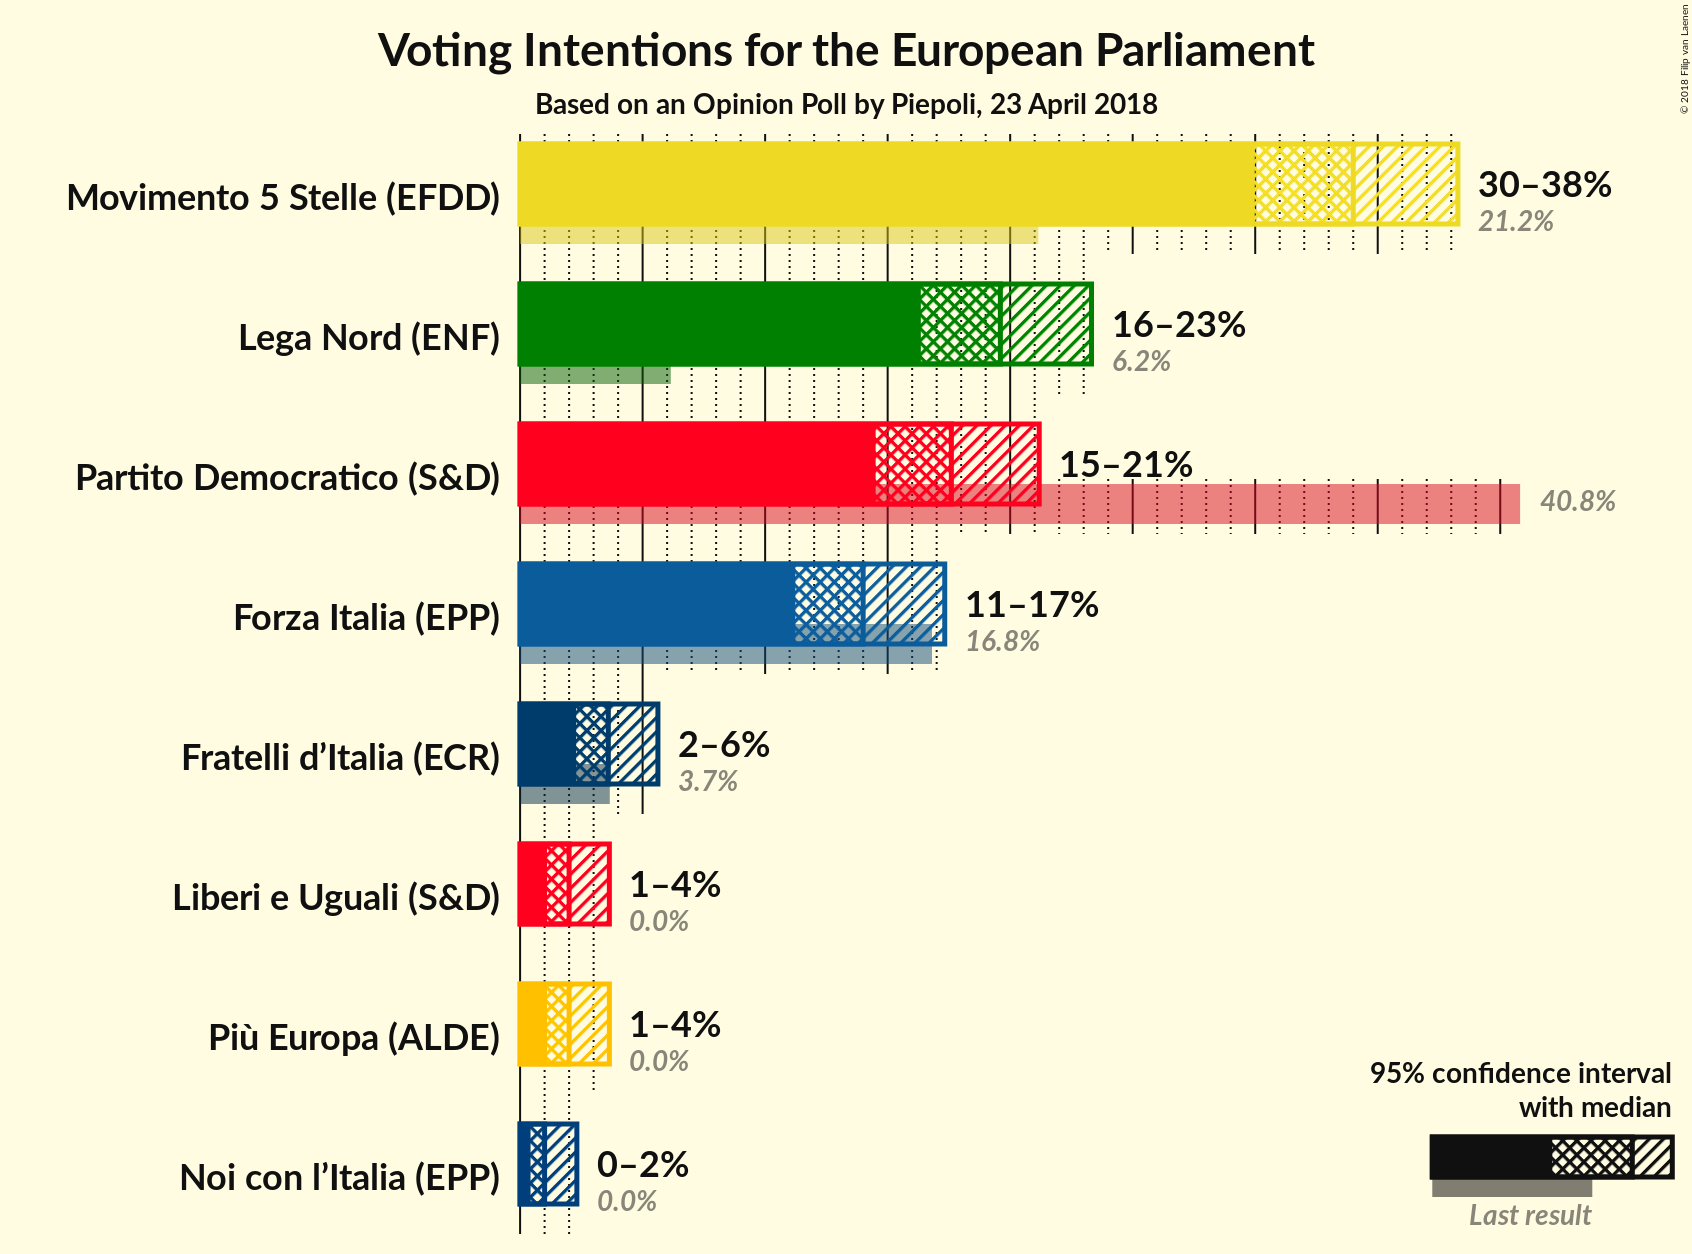 Voting Intentions for the European Parliament
Based on an Opinion Poll by Piepoli, 23 April 2018
© 2018 Filip van Laenen
Movimento 5 Stelle (EFDD)
30–38%
21.2%
Lega Nord (ENF)
16–23%
6.2%
Partito Democratico (S&D)
15–21%
40.8%
Forza Italia (EPP)
11–17%
16.8%
Fratelli d’Italia (ECR)
2–6%
3.7%
Liberi e Uguali (S&D)
1–4%
0.0%
Più Europa (ALDE)
1–4%
0.0%
Noi con l’Italia (EPP)
0–2%
0.0%
95% confidence interval
with median
Last result